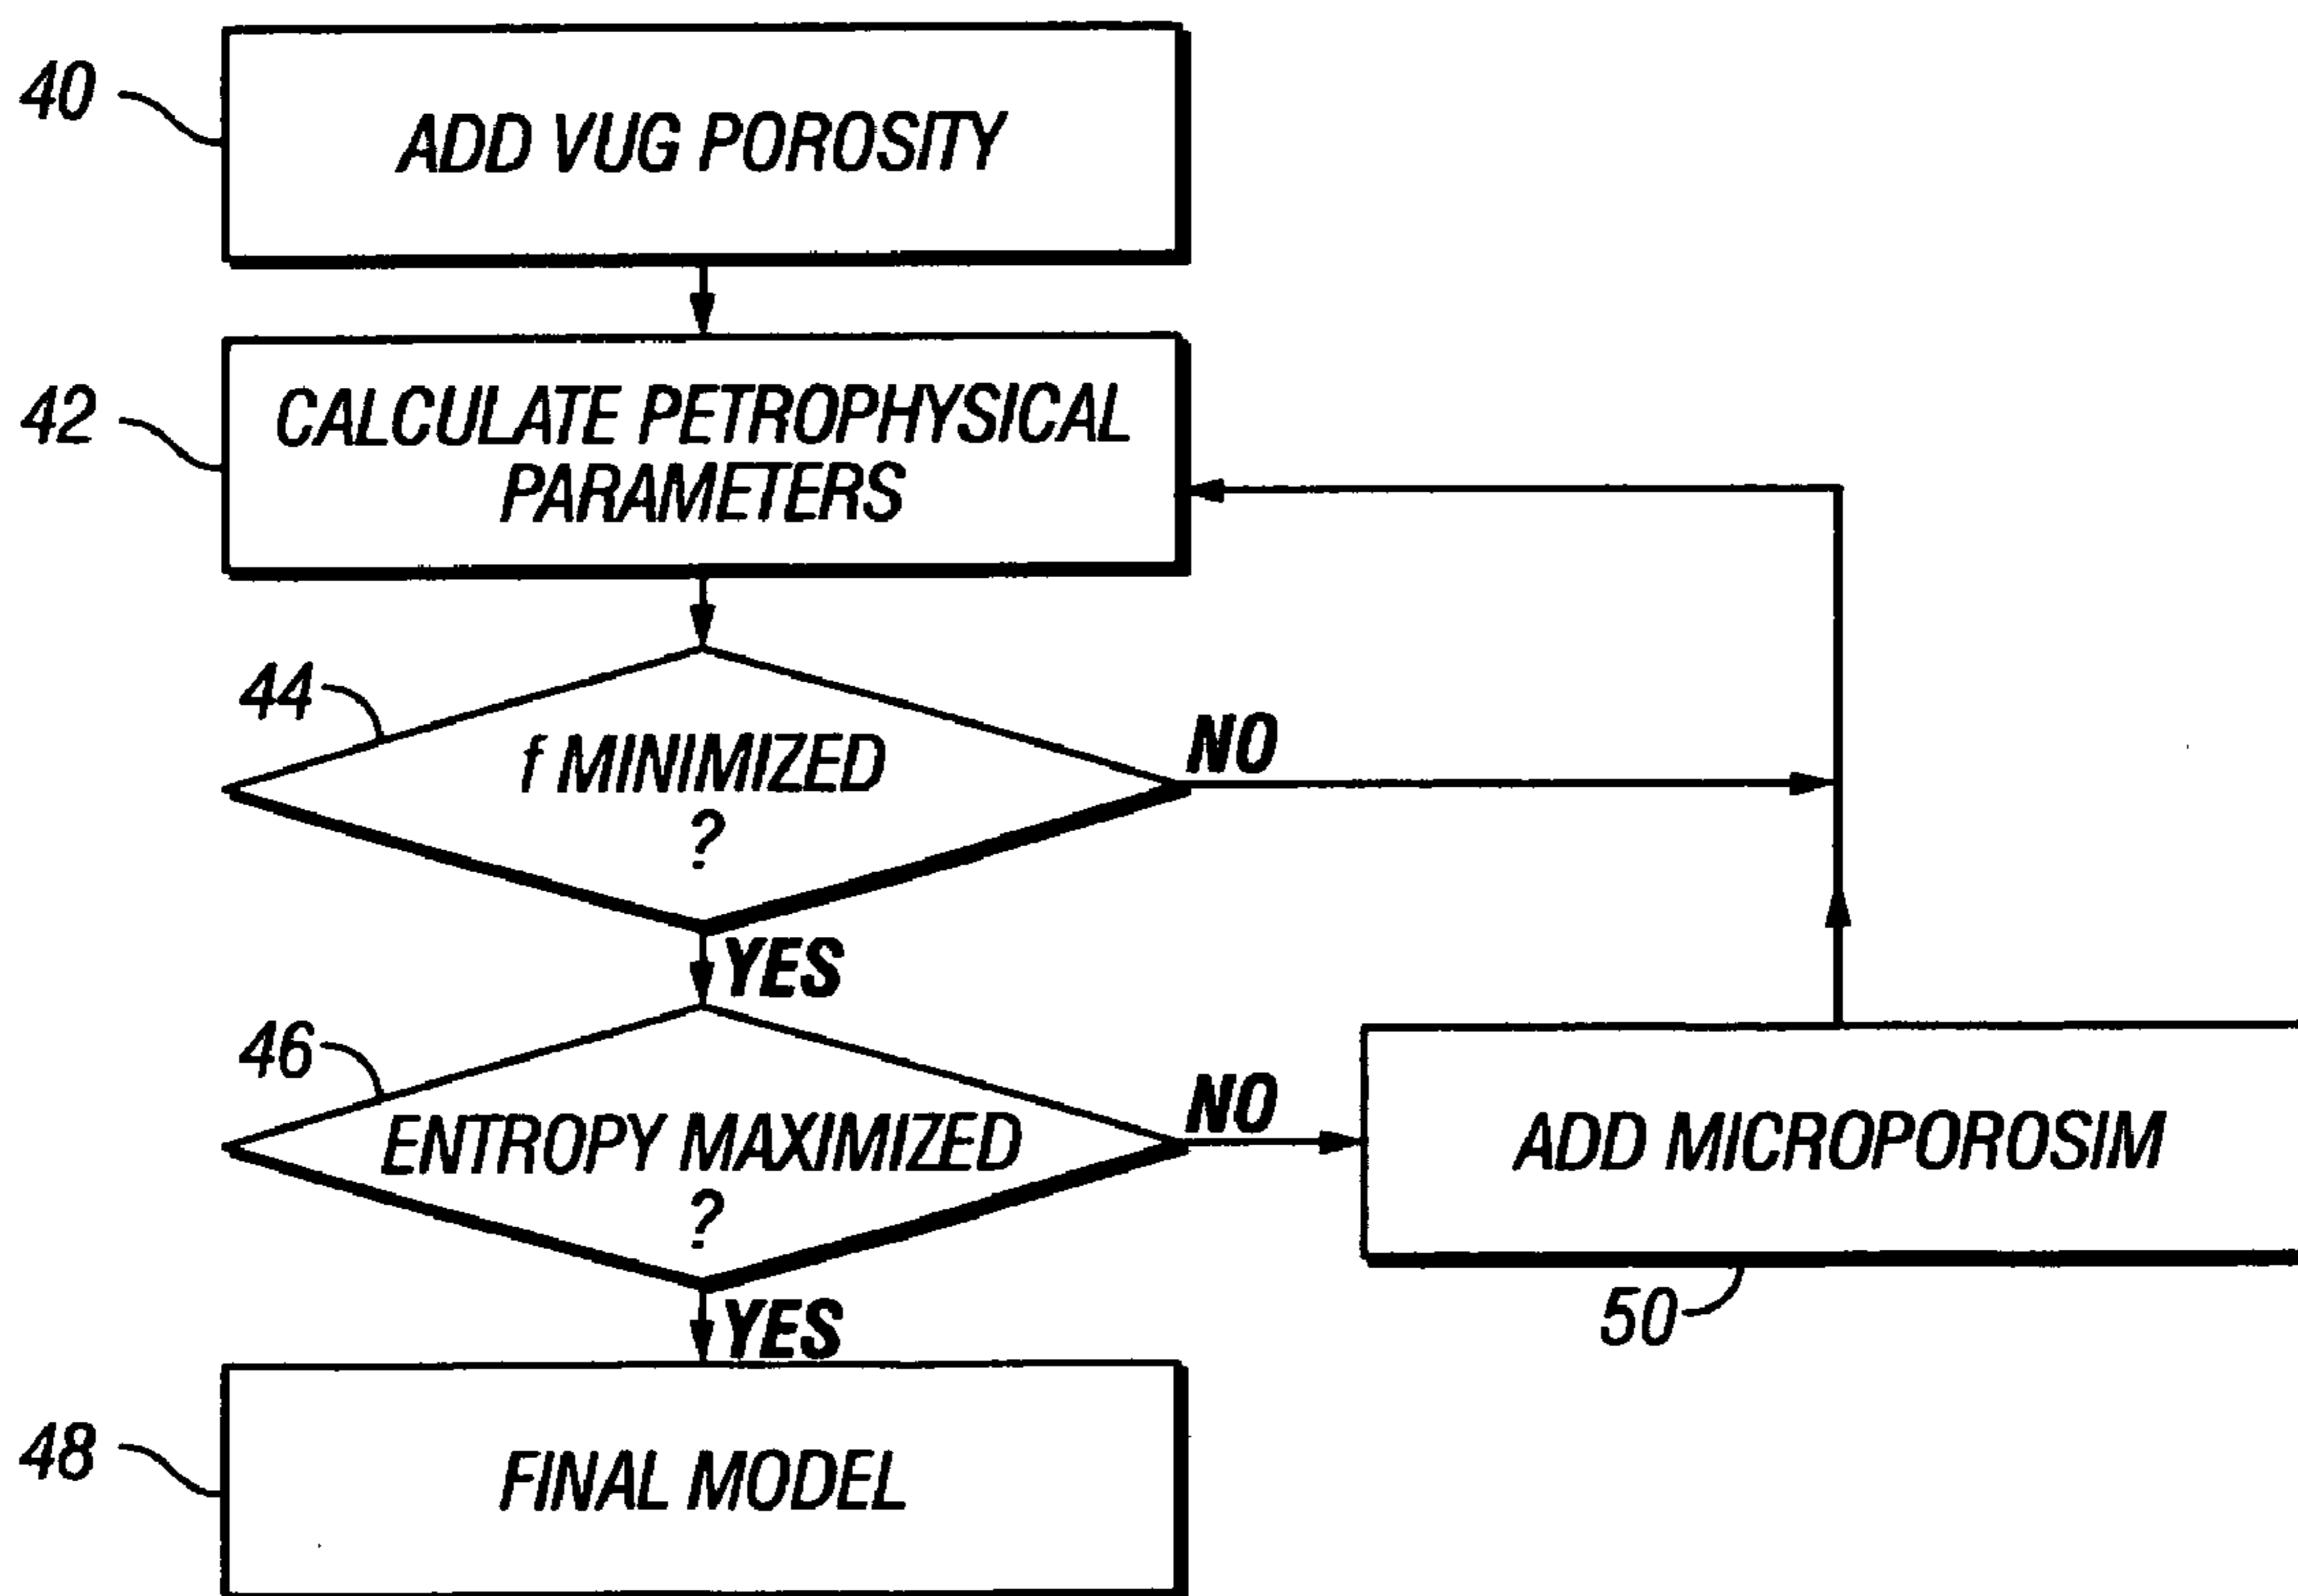 40
ADD VUG POROSITY
42
CALCULATE PETROPHYSICAL
PARAMETERS
44
f MINIMIZED
?
NO
YES
46
ENTROPY MAXIMIZED
?
NO
ADD MICROPOROSIM
50
YES
48
FINAL MODEL